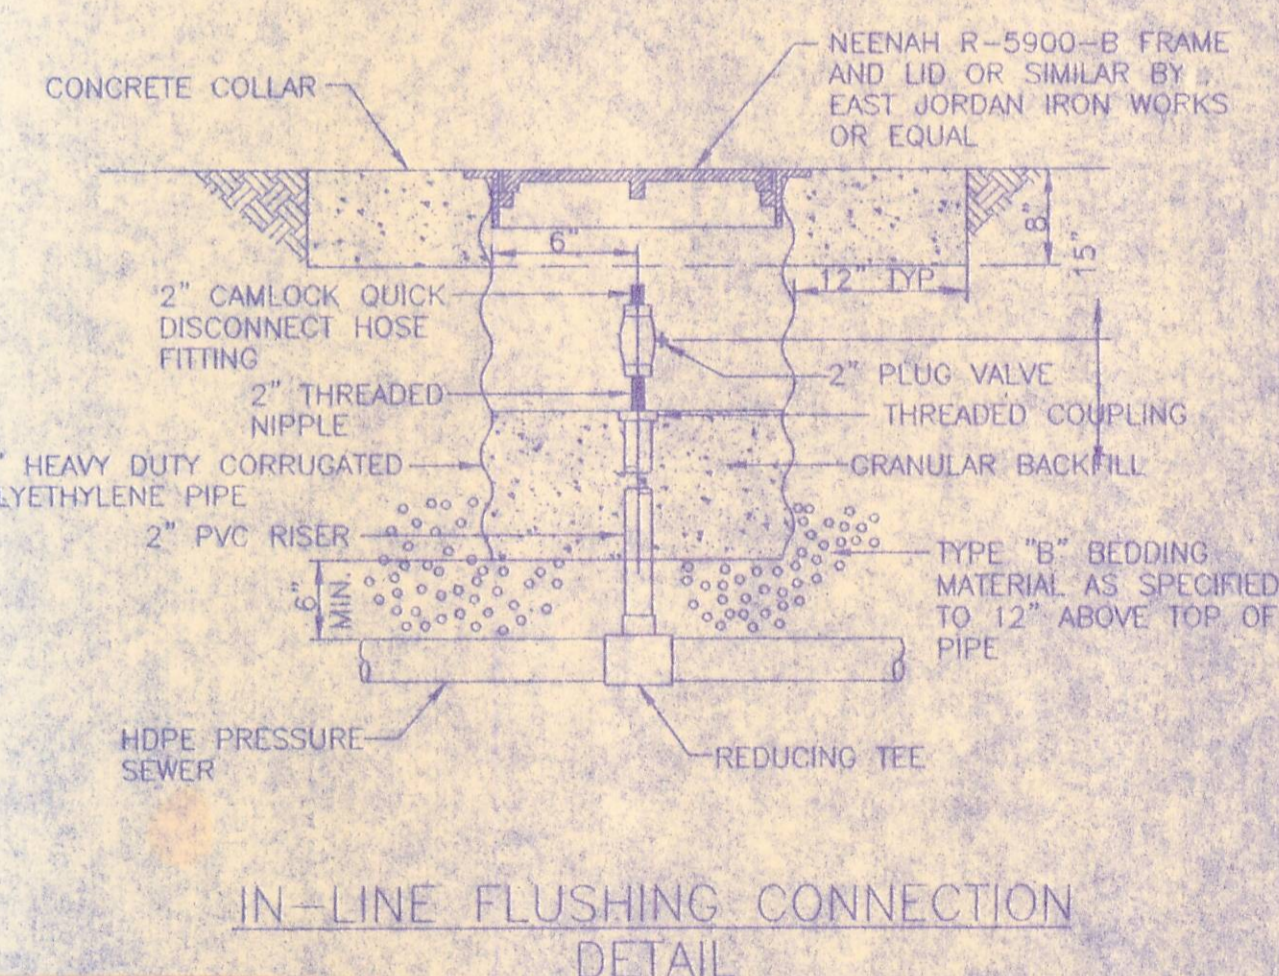 NEENAH R-5900-B FRAME
AND LID OR SIMILAR BY
EAST JORDAN IRON WORKS
OR EQUAL
CONCRETE COLLAR
8"
15"
6"
12" TYP.
2" CAMLOCK QUICK
DISCONNECT HOSE
FITTING
2" PLUG VALVE
2" THREADED
NIPPLE
THREADED COUPLING
" HEAVY DUTY CORRUGATED
LYETHYLENE PIPE
GRANULAR BACKFILL
2" PVC RISER
TYPE "B" BEDDING
MATERIAL AS SPECIFIED
TO 12" ABOVE TOP OF
PIPE
6"
MIN.
HDPE PRESSURE
SEWER
REDUCING TEE
IN-LINE FLUSHING CONNECTION
DETAIL